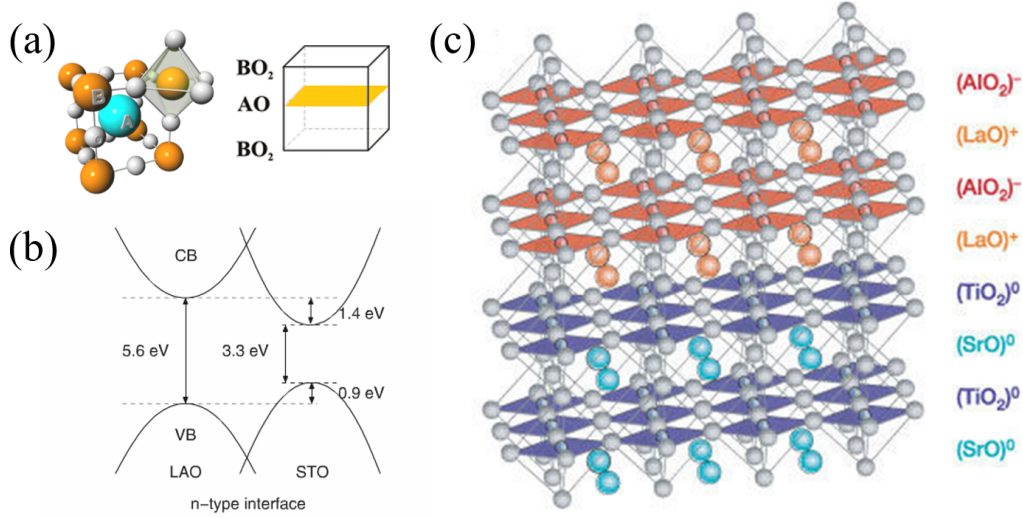 (a)
B
A
BO₂
AO
BO₂
(b)
CB
1.4 eV
5.6 eV
3.3 eV
0.9 eV
VB
LAO
STO
n−type interface
(c)
(AlO₂)⁻
(LaO)⁺
(AlO₂)⁻
(LaO)⁺
(TiO₂)⁰
(SrO)⁰
(TiO₂)⁰
(SrO)⁰